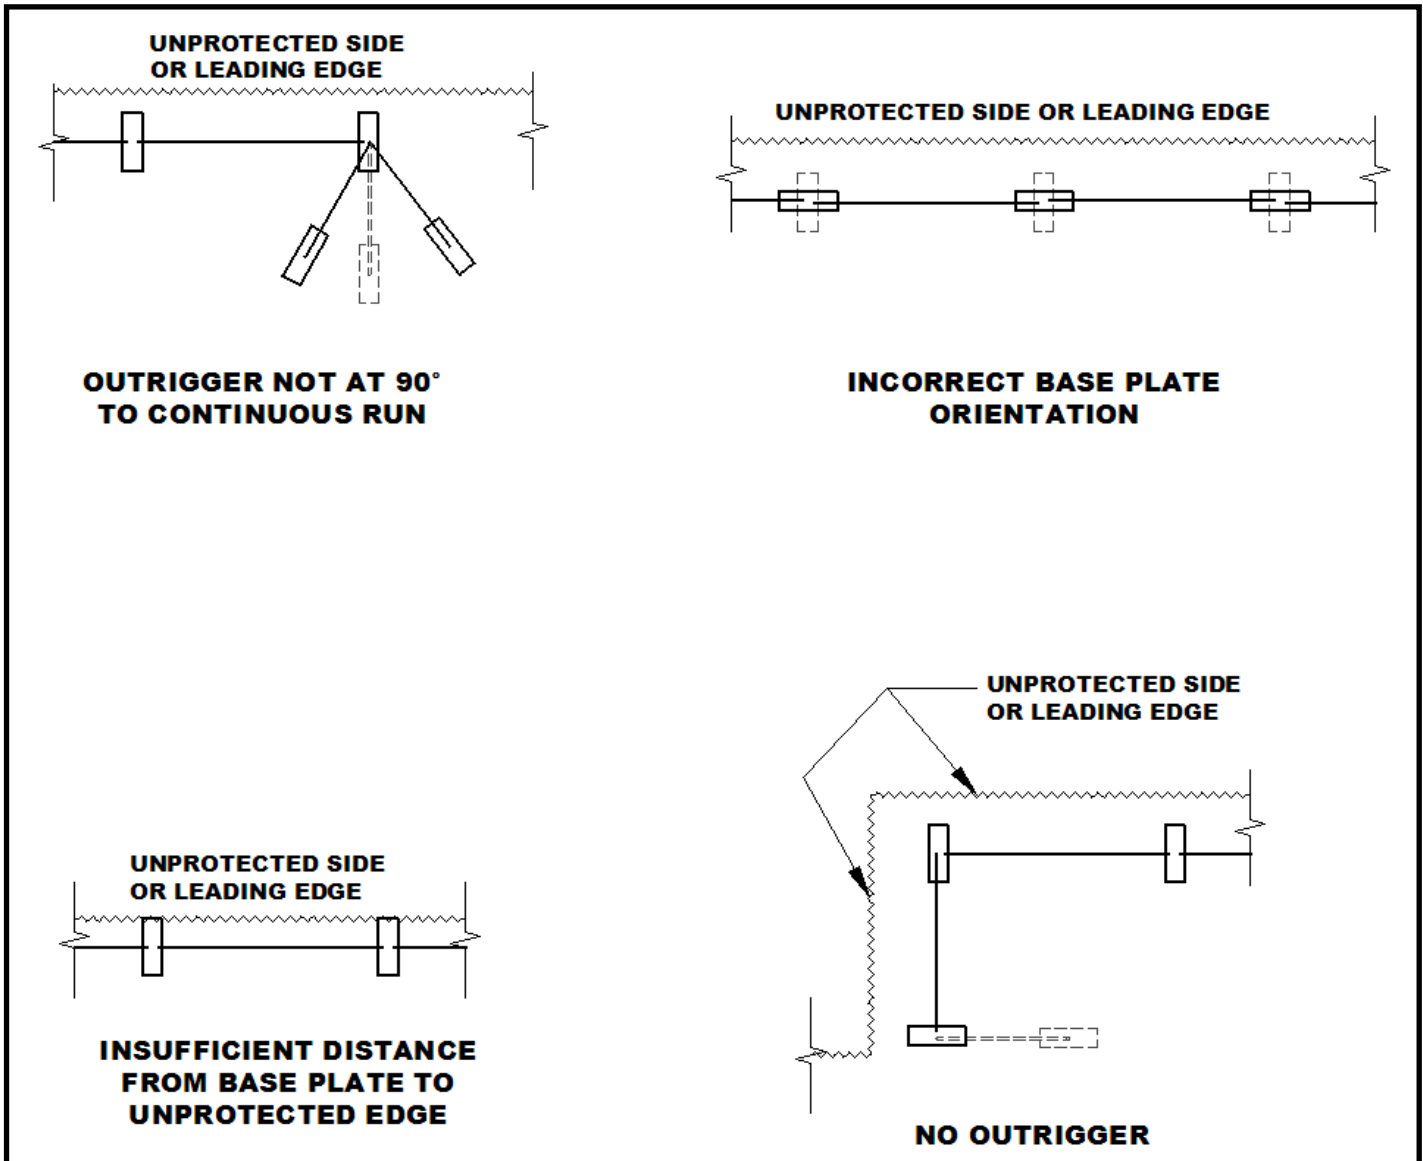 UNPROTECTED SIDE
OR LEADING EDGE
OUTRIGGER NOT AT 90°
TO CONTINUOUS RUN
UNPROTECTED SIDE OR LEADING EDGE
INCORRECT BASE PLATE
ORIENTATION
UNPROTECTED SIDE
OR LEADING EDGE
INSUFFICIENT DISTANCE
FROM BASE PLATE TO
UNPROTECTED EDGE
UNPROTECTED SIDE
OR LEADING EDGE
NO OUTRIGGER